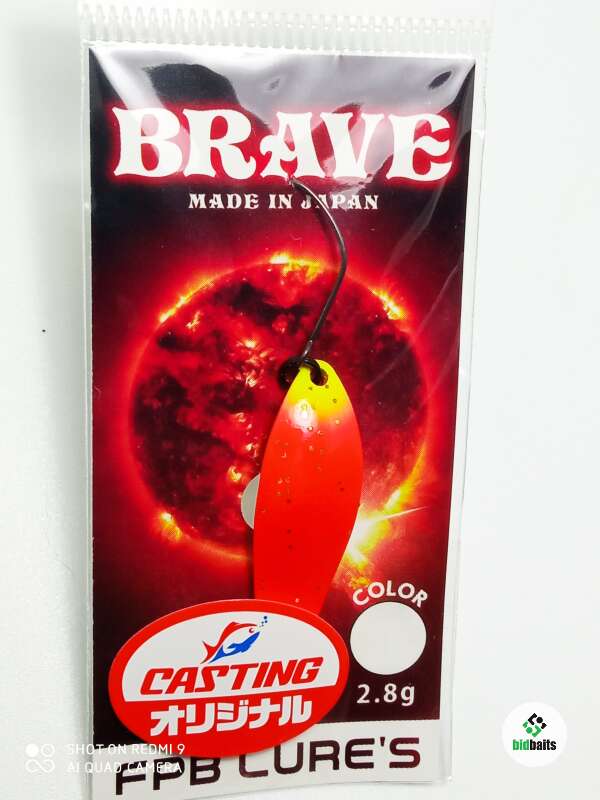 BRAVE
MADE IN JAPAN
COLOR
2.8g
CASTING
オリジナル
FPB LURE'S
SHOT ON REDMI 9
AI QUAD CAMERA
bidbaits